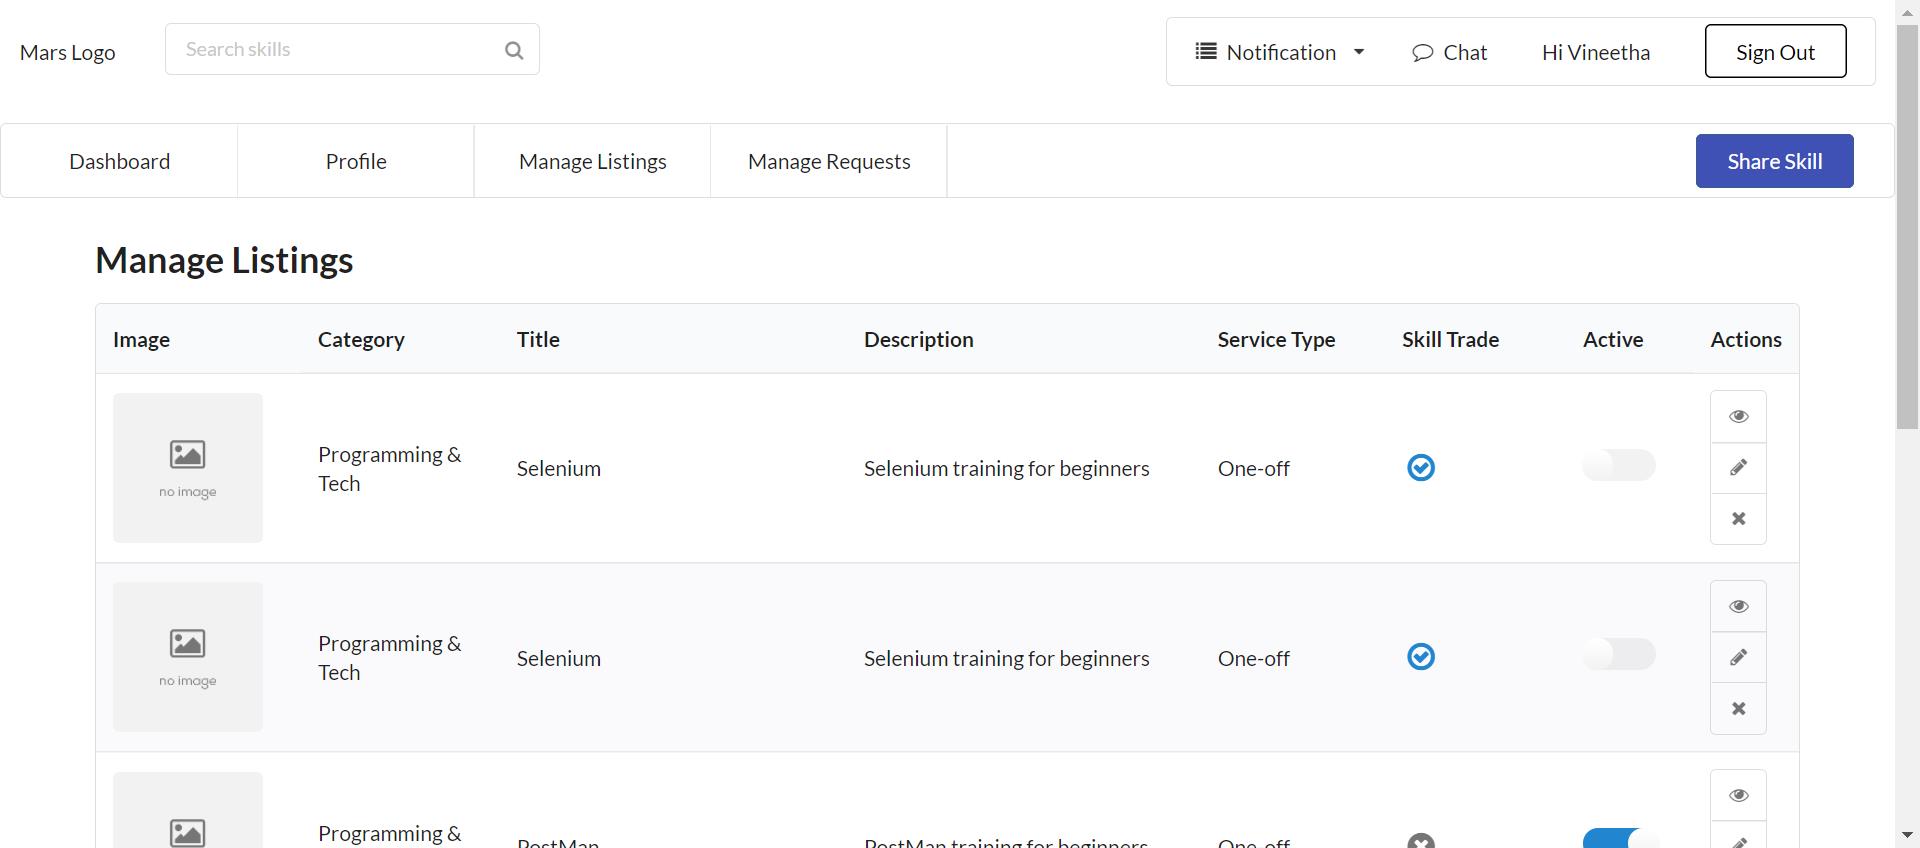 Mars Logo
Search skills
Notification
Chat
Hi Vineetha
Sign Out
Dashboard
Profile
Manage Listings
Manage Requests
Share Skill
Manage Listings
Image
Category
Title
Description
Service Type
Skill Trade
Active
Actions
no image
Programming &
Tech
Selenium
Selenium training for beginners
One-off
no image
Programming &
Tech
Selenium
Selenium training for beginners
One-off
Programming &
PostMan
PostMan training for beginners
One-off